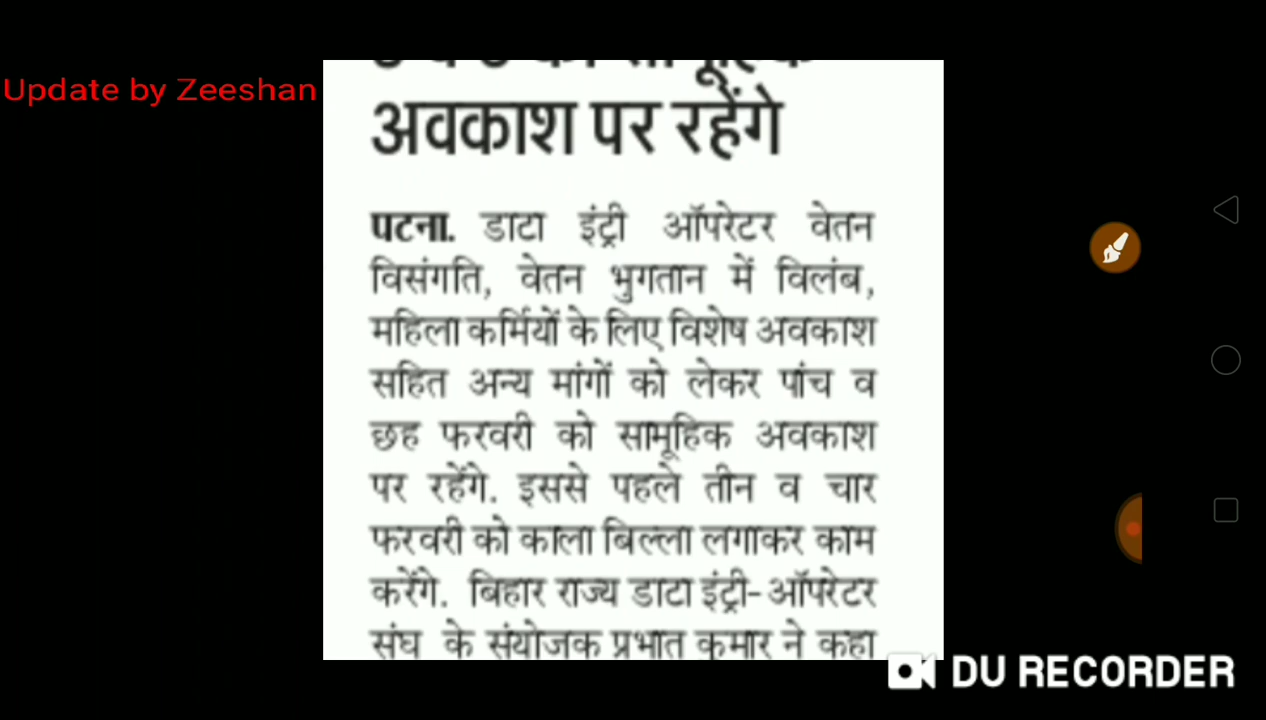 Update by Zeeshan
अवकाश पर रहेंगे
पटना. डाटा इंट्री ऑपरेटर वेतन
विसंगति, वेतन भुगतान में विलंब,
महिला कर्मियों के लिए विशेष अवकाश
सहित अन्य मांगों को लेकर पांच व
छह फरवरी को सामूहिक अवकाश
पर रहेंगे. इससे पहले तीन व चार
फरवरी को काला बिल्ला लगाकर काम
करेंगे. बिहार राज्य डाटा इंट्री-ऑपरेटर
संघ के संयोजक प्रभात कुमार ने कहा
DU RECORDER